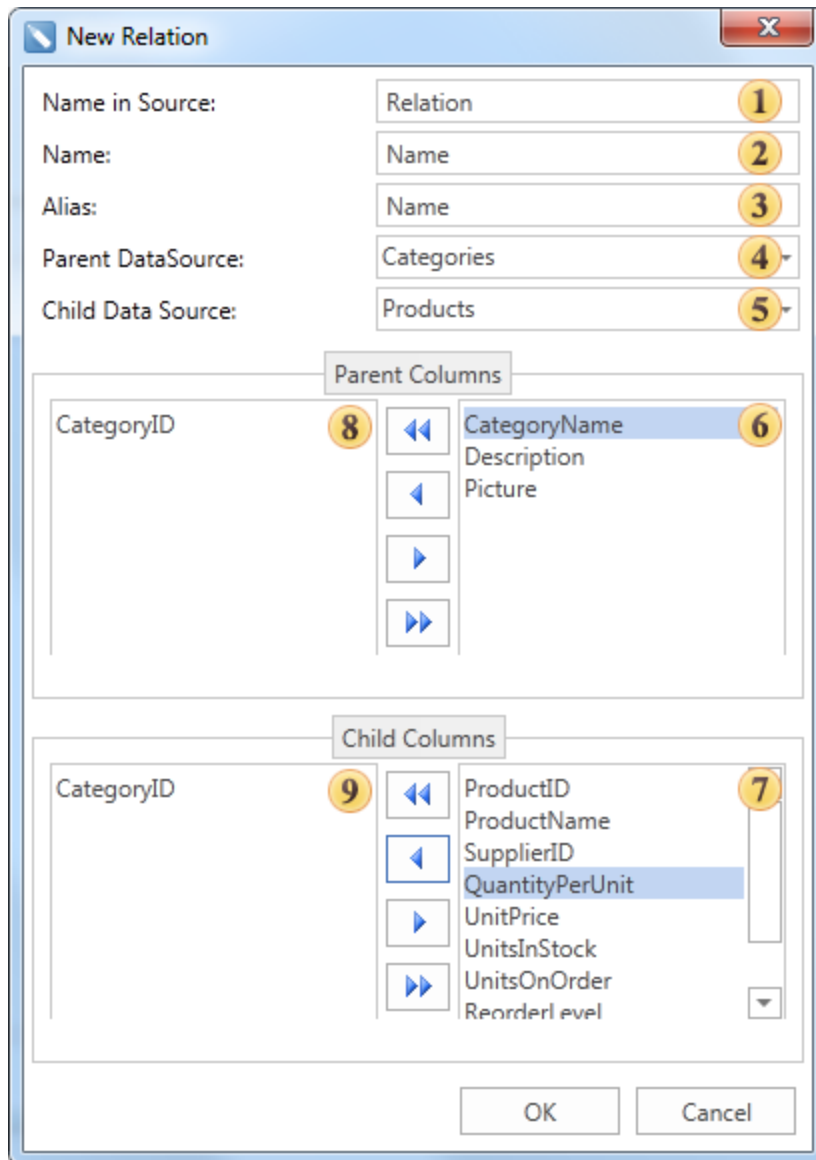 New Relation
Name in Source: Relation 1
Name: Name 2
Alias: Name 3
Parent DataSource: Categories 4
Child Data Source: Products 5
Parent Columns
CategoryID 8 CategoryName 6
Description
Picture
Child Columns
CategoryID 9 ProductID 7
ProductName
SupplierID
QuantityPerUnit
UnitPrice
UnitsInStock
UnitsOnOrder
ReorderLevel
OK Cancel